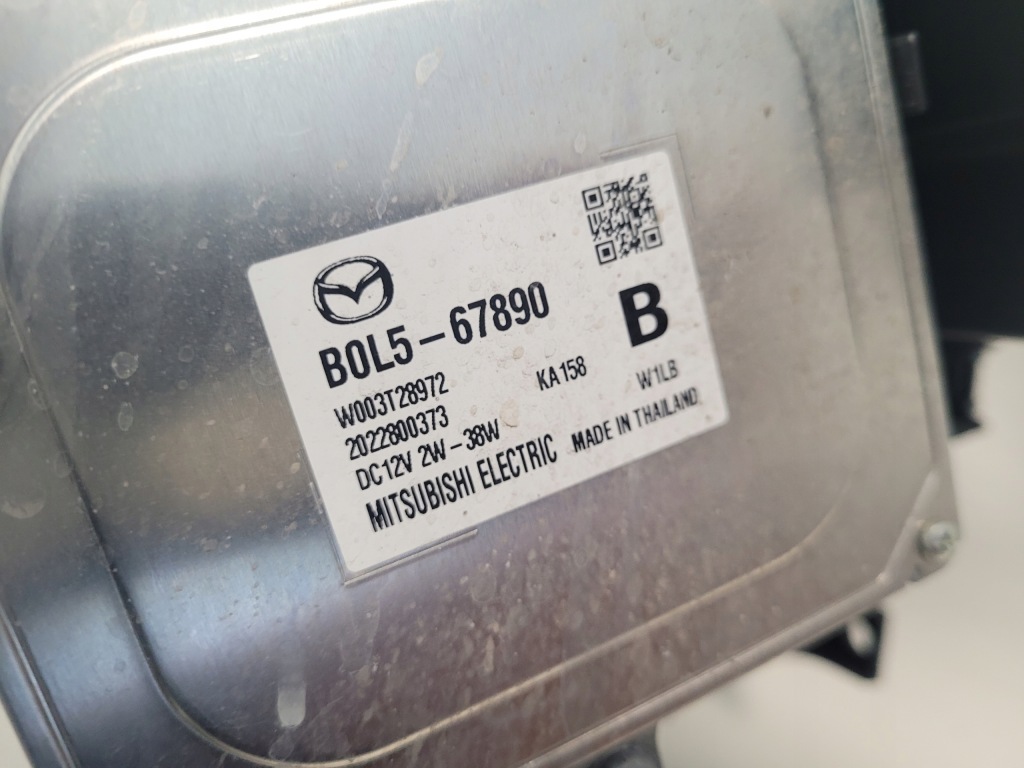 B0L5-67890
B
W003T28972 KA158 W1LB
2022800373
DC12V 2W-38W
MITSUBISHI ELECTRIC MADE IN THAILAND